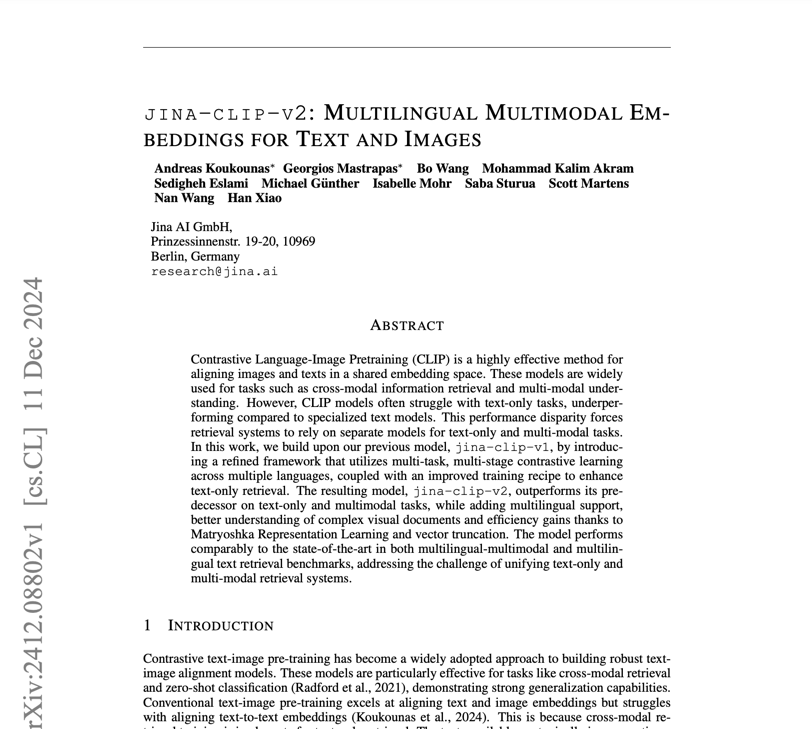 JINA-CLIP-V2: MULTILINGUAL MULTIMODAL EM-
BEDDINGS FOR TEXT AND IMAGES
Andreas Koukounas* Georgios Mastrapas* Bo Wang Mohammad Kalim Akram
Sedigheh Eslami Michael Günther Isabelle Mohr Saba Sturua Scott Martens
Nan Wang Han Xiao
Jina AI GmbH,
Prinzessinnenstr. 19-20, 10969
Berlin, Germany
research@jina.ai
ABSTRACT
Contrastive Language-Image Pretraining (CLIP) is a highly effective method for
aligning images and texts in a shared embedding space. These models are widely
used for tasks such as cross-modal information retrieval and multi-modal under-
standing. However, CLIP models often struggle with text-only tasks, underper-
forming compared to specialized text models. This performance disparity forces
retrieval systems to rely on separate models for text-only and multi-modal tasks.
In this work, we build upon our previous model, jina-clip-v1, by introduc-
ing a refined framework that utilizes multi-task, multi-stage contrastive learning
across multiple languages, coupled with an improved training recipe to enhance
text-only retrieval. The resulting model, jina-clip-v2, outperforms its pre-
decessor on text-only and multimodal tasks, while adding multilingual support,
better understanding of complex visual documents and efficiency gains thanks to
Matryoshka Representation Learning and vector truncation. The model performs
comparably to the state-of-the-art in both multilingual-multimodal and multilin-
gual text retrieval benchmarks, addressing the challenge of unifying text-only and
multi-modal retrieval systems.
1 INTRODUCTION
Contrastive text-image pre-training has become a widely adopted approach to building robust text-
image alignment models. These models are particularly effective for tasks like cross-modal retrieval
and zero-shot classification (Radford et al., 2021), demonstrating strong generalization capabilities.
Conventional text-image pre-training excels at aligning text and image embeddings but struggles
with aligning text-to-text embeddings (Koukounas et al., 2024). This is because cross-modal re-
rXiv:2412.08802v1 [cs.CL] 11 Dec 2024